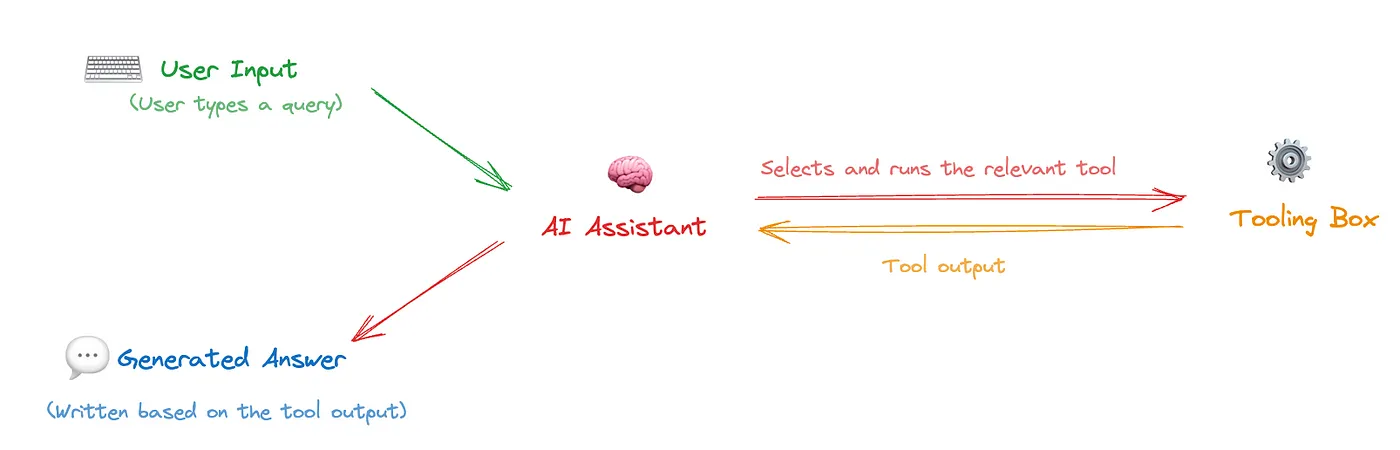 User Input
(User types a query)
AI Assistant
Selects and runs the relevant tool
Tool output
Tooling Box
Generated Answer
(Written based on the tool output)